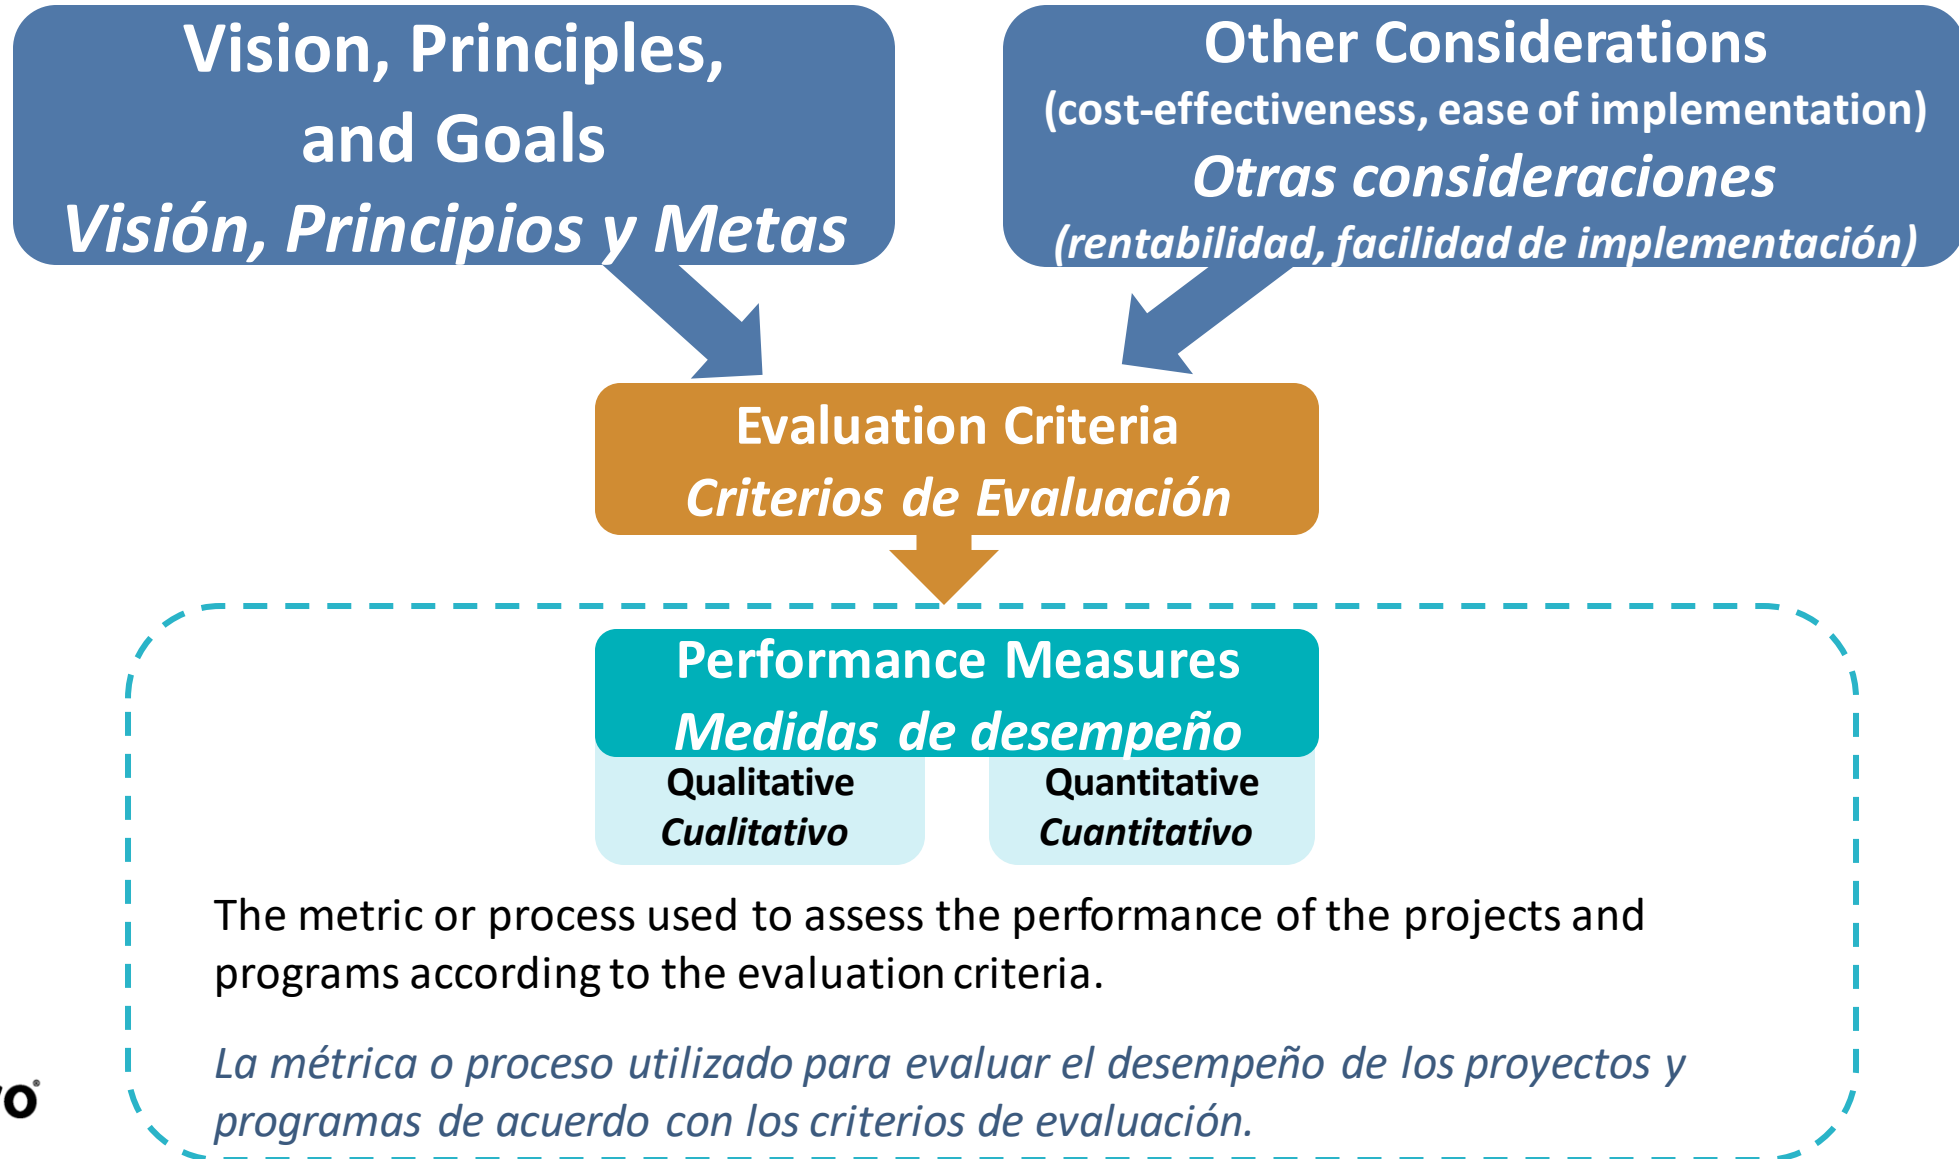 Vision, Principles,
and Goals
Visión, Principios y Metas
Other Considerations
(cost-effectiveness, ease of implementation)
Otras consideraciones
(rentabilidad, facilidad de implementación)
Evaluation Criteria
Criterios de Evaluación
Performance Measures
Medidas de desempeño
Qualitative
Cualitativo
Quantitative
Cuantitativo
The metric or process used to assess the performance of the projects and
programs according to the evaluation criteria.
La métrica o proceso utilizado para evaluar el desempeño de los proyectos y
programas de acuerdo con los criterios de evaluación.